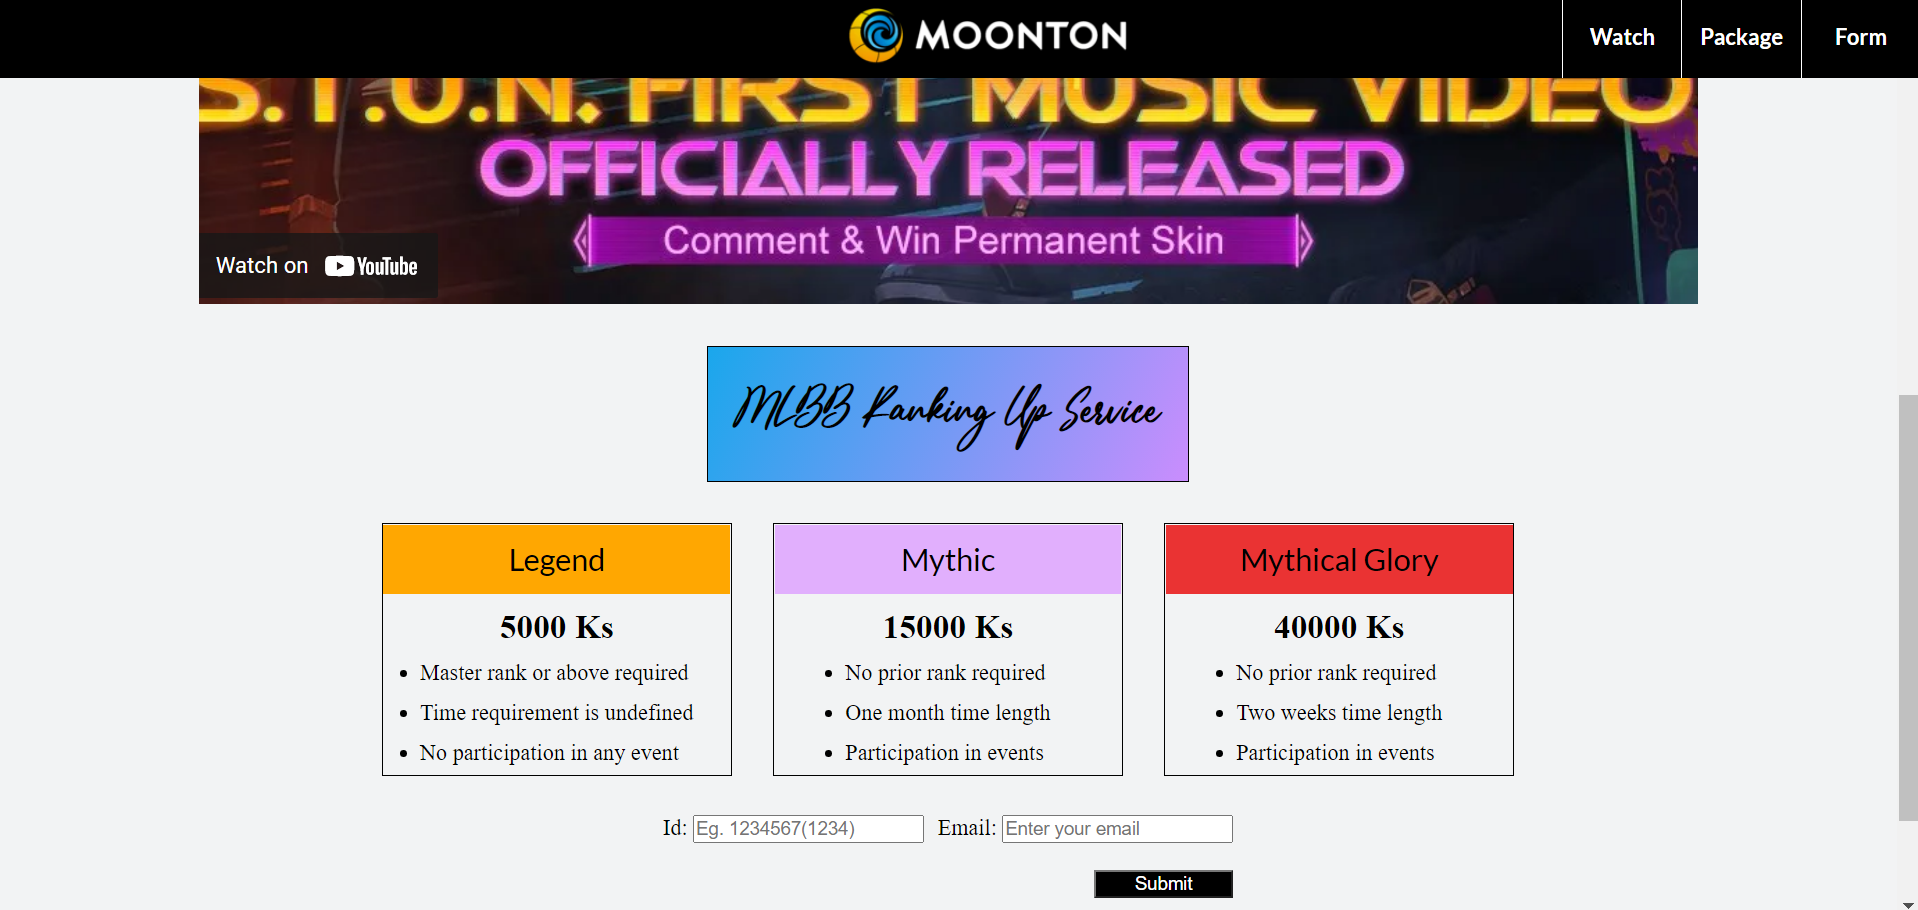 MOONTON
Watch Package Form
S.T.U.N. FIRST MUSIC VIDEO
OFFICIALLY RELEASED
Comment & Win Permanent Skin
Watch on YouTube
MLBB Ranking Up Service
Legend
5000 Ks
Master rank or above required
Time requirement is undefined
No participation in any event
Mythic
15000 Ks
No prior rank required
One month time length
Participation in events
Mythical Glory
40000 Ks
No prior rank required
Two weeks time length
Participation in events
Id: Eg. 1234567(1234) Email: Enter your email
Submit